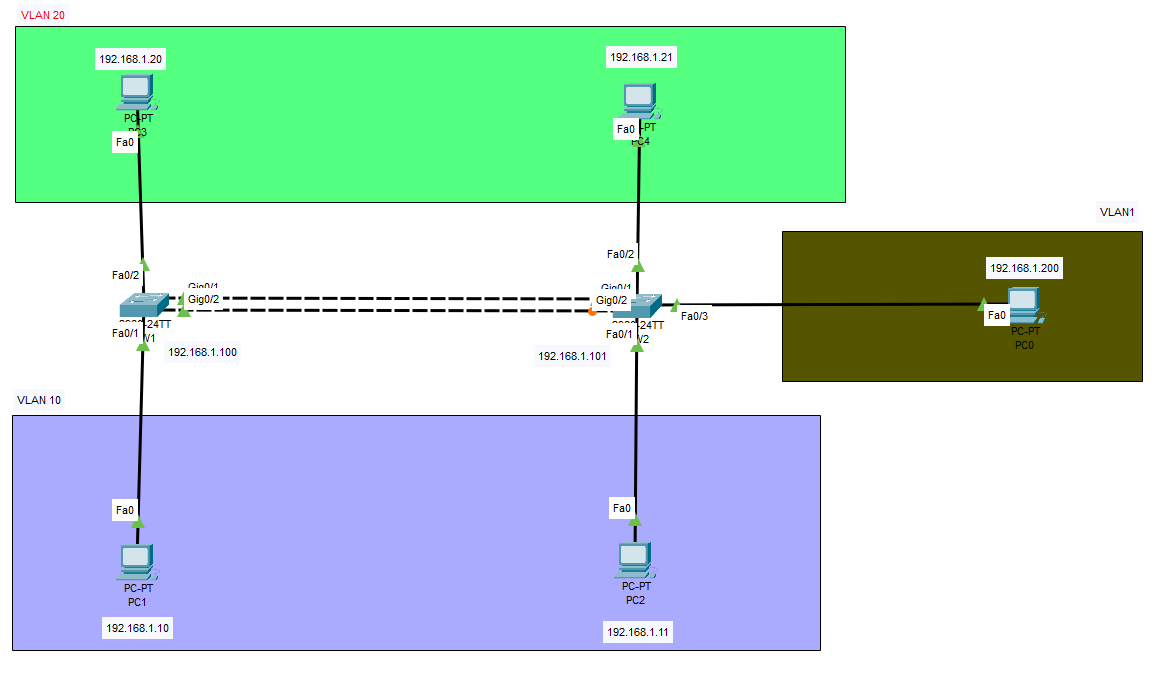 VLAN 20
192.168.1.20
192.168.1.21
PC-PT
PC3
Fa0
-PT
PC4
Fa0
VLAN1
192.168.1.200
Fa0/2
Fa0/2
Gig0/1
Gig0/2
Gig0/1
Gig0/2
-24TT
-24TT
Fa0/3
Fa0
PC-PT
PC0
Fa0/1
Fa0/1
192.168.1.100
192.168.1.101
VLAN 10
Fa0
Fa0
PC-PT
PC1
PC-PT
PC2
192.168.1.10
192.168.1.11